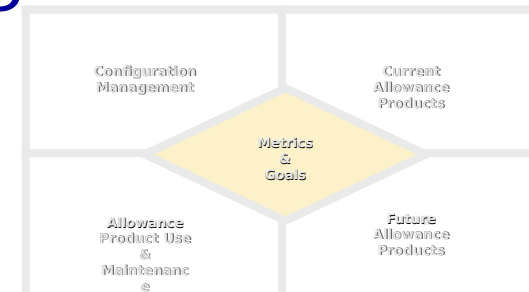 Configuration
Management
Current
Allowance
Products
Metrics
&
Goals
Allowance
Product Use
&
Maintenanc
e
Future
Allowance
Products